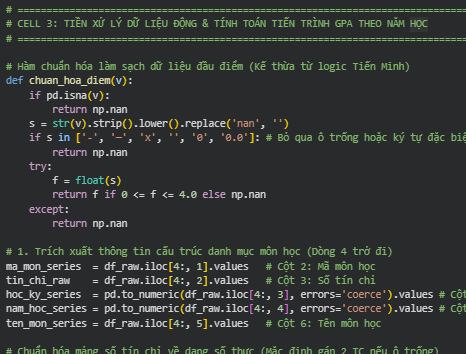 # ==============================================================================
# CELL 3: TIỀN XỬ LÝ DỮ LIỆU ĐỘNG & TÍNH TOÁN TIẾN TRÌNH GPA THEO NĂM HỌC
# ==============================================================================
# Hàm chuẩn hóa làm sạch dữ liệu đầu điểm (Kế thừa từ logic Tiến Minh)
def chuan_hoa_diem(v):
    if pd.isna(v):
        return np.nan
    s = str(v).strip().lower().replace('nan', '')
    if s in ['-', '–', 'x', '', '0', '0.0']: # Bỏ qua ô trống hoặc ký tự đặc
        return np.nan
    try:
        f = float(s)
        return f if 0 <= f <= 4.0 else np.nan
    except:
        return np.nan
# 1. Trích xuất thông tin cấu trúc danh mục môn học (Dòng 4 trở đi)
ma_mon_series  = df_raw.iloc[4:, 1].values   # Cột 2: Mã môn học
tin_chi_raw    = df_raw.iloc[4:, 2].values   # Cột 3: Số tín chỉ
hoc_ky_series  = pd.to_numeric(df_raw.iloc[4:, 3], errors='coerce').values # Cột
nam_hoc_series = pd.to_numeric(df_raw.iloc[4:, 4], errors='coerce').values # Cột
ten_mon_series = df_raw.iloc[4:, 5].values   # Cột 6: Tên môn học
# Chuẩn hóa mảng số tín chỉ về dạng số thực (Mặc định gán 2 TC nếu ô trống)